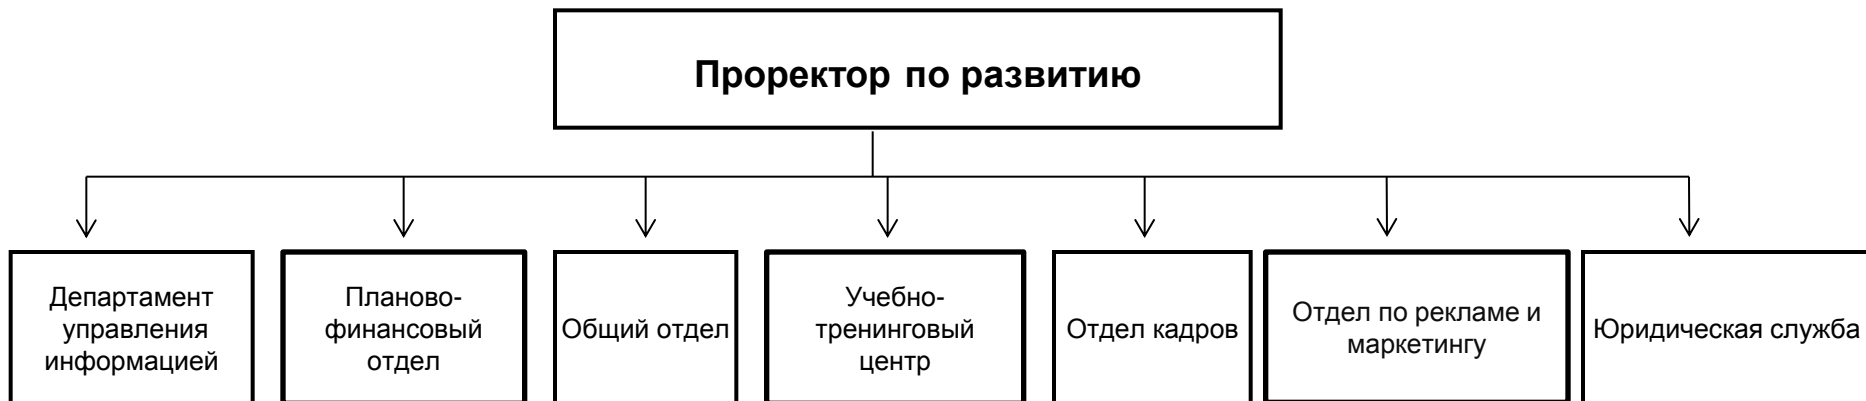 Проректор по развитию
Департамент
управления
информацией
Планово-
финансовый
отдел
Общий отдел
Учебно-
тренинговый
центр
Отдел кадров
Отдел по рекламе и
маркетингу
Юридическая служба